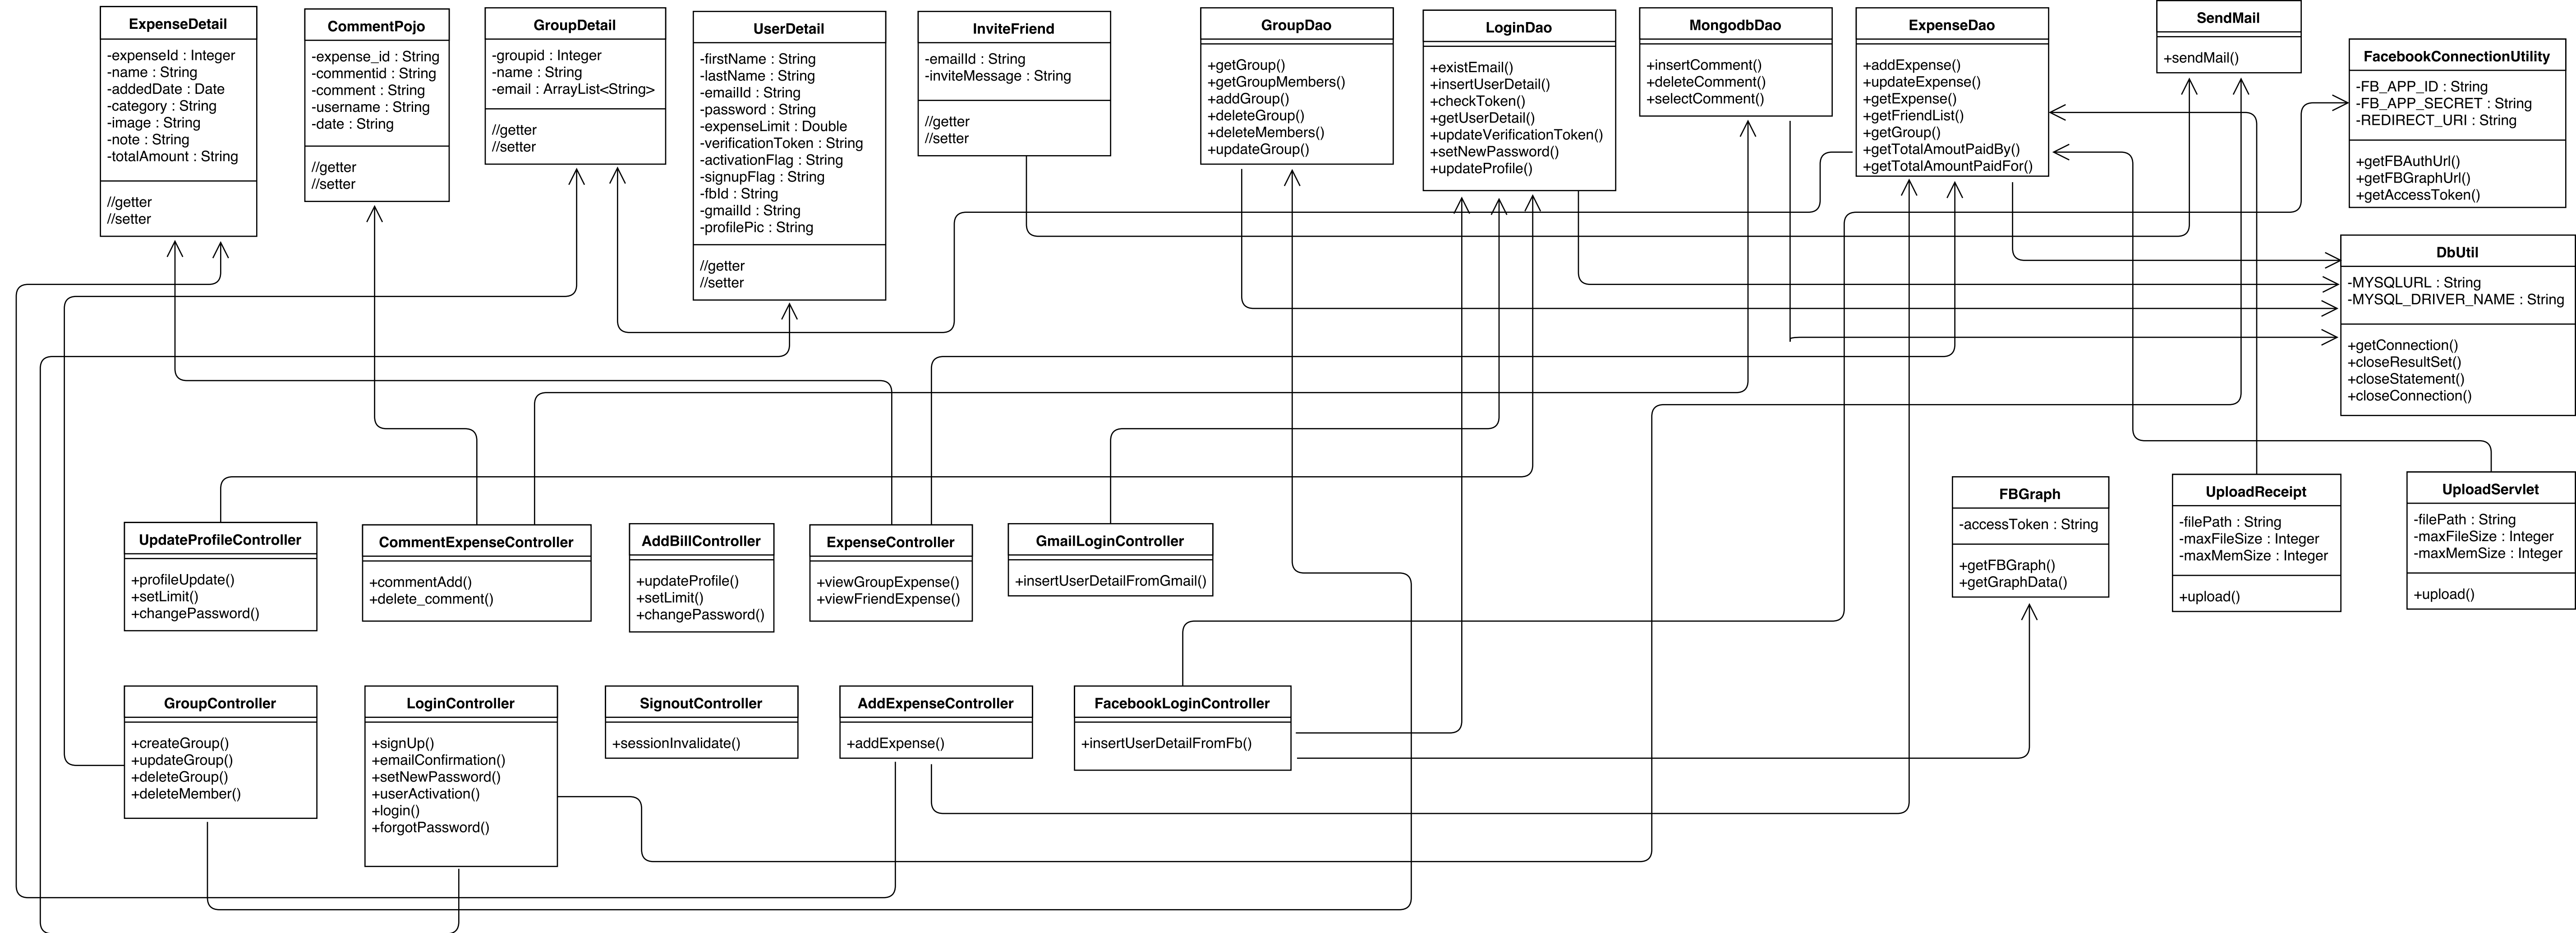 ExpenseDetail
-expenseId : Integer
-name : String
-addedDate : Date
-category : String
-image : String
-note : String
-totalAmount : String
//getter
//setter
CommentPojo
-expense_id : String
-commentid : String
-comment : String
-username : String
-date : String
//getter
//setter
GroupDetail
-groupid : Integer
-name : String
-email : ArrayList<String>
//getter
//setter
UserDetail
-firstName : String
-lastName : String
-emailId : String
-password : String
-expenseLimit : Double
-verificationToken : String
-activationFlag : String
-signupFlag : String
-fbId : String
-gmailId : String
-profilePic : String
//getter
//setter
InviteFriend
-emailId : String
-inviteMessage : String
//getter
//setter
GroupDao
+getGroup()
+getGroupMembers()
+addGroup()
+deleteGroup()
+deleteMembers()
+updateGroup()
LoginDao
+existEmail()
+insertUserDetail()
+checkToken()
+getUserDetail()
+updateVerificationToken()
+setNewPassword()
+updateProfile()
MongodbDao
+insertComment()
+deleteComment()
+selectComment()
ExpenseDao
+addExpense()
+updateExpense()
+getExpense()
+getFriendList()
+getGroup()
+getTotalAmountPaidBy()
+getTotalAmoutPaidFor()
SendMail
+sendMail()
FacebookConnectionUtility
-FB_APP_ID : String
-FB_APP_SECRET : String
-REDIRECT_URI : String
+getFBAuthUrl()
+getFBGraphUrl()
+getAccessToken()
DbUtil
-MYSQLURL : String
-MYSQL_DRIVER_NAME : String
+getConnection()
+closeResultSet()
+closeStatement()
+closeConnection()
UpdateProfileController
+profileUpdate()
+setLimit()
+changePassword()
CommentExpenseController
+commentAdd()
+delete_comment()
AddBillController
+updateProfile()
+setLimit()
+changePassword()
ExpenseController
+viewGroupExpense()
+viewFriendExpense()
GmailLoginController
+insertUserDetailFromGmail()
FBGraph
-accessToken : String
+getFBGraph()
+getGraphData()
UploadReceipt
-filePath : String
-maxFileSize : Integer
-maxMemSize : Integer
+upload()
UploadServlet
-filePath : String
-maxFileSize : Integer
-maxMemSize : Integer
+upload()
GroupController
+createGroup()
+updateGroup()
+deleteGroup()
+deleteMember()
LoginController
+signUp()
+emailConfirmation()
+setNewPassword()
+userActivation()
+login()
+forgotPassword()
SignoutController
+sessionInvalidate()
AddExpenseController
+addExpense()
FacebookLoginController
+insertUserDetailFromFb()